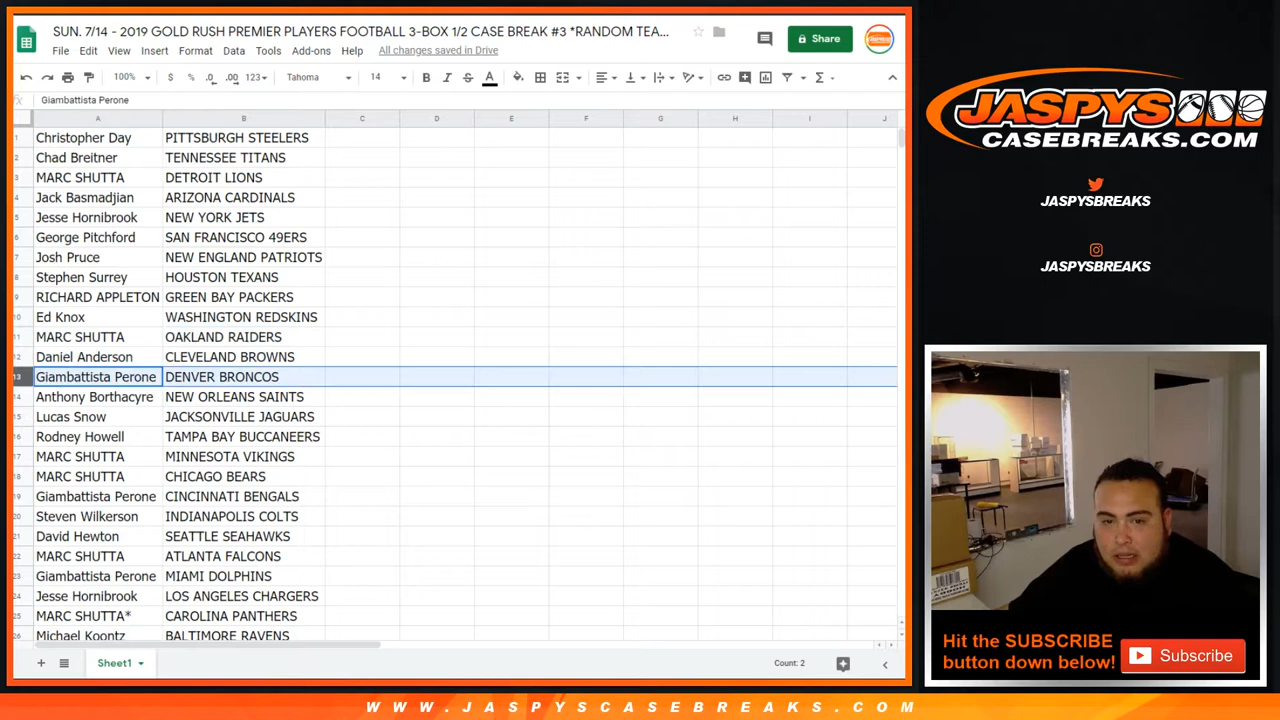 SUN. 7/14 - 2019 GOLD RUSH PREMIER PLAYERS FOOTBALL 3-BOX 1/2 CASE BREAK #3 *RANDOM TEA...
File Edit View Insert Format Data Tools Add-ons Help All changes saved in Drive
Share
100% $ % .0 .00 123 Tahoma 14 B I S A
fx Giambattista Perone
A B C D E F G H I J
1 Christopher Day PITTSBURGH STEELERS
2 Chad Breitner TENNESSEE TITANS
3 MARC SHUTTA DETROIT LIONS
4 Jack Basmadjian ARIZONA CARDINALS
5 Jesse Hornibrook NEW YORK JETS
6 George Pitchford SAN FRANCISCO 49ERS
7 Josh Pruce NEW ENGLAND PATRIOTS
8 Stephen Surrey HOUSTON TEXANS
9 RICHARD APPLETON GREEN BAY PACKERS
10 Ed Knox WASHINGTON REDSKINS
11 MARC SHUTTA OAKLAND RAIDERS
12 Daniel Anderson CLEVELAND BROWNS
13 Giambattista Perone DENVER BRONCOS
14 Anthony Borthacyre NEW ORLEANS SAINTS
15 Lucas Snow JACKSONVILLE JAGUARS
16 Rodney Howell TAMPA BAY BUCCANEERS
17 MARC SHUTTA MINNESOTA VIKINGS
18 MARC SHUTTA CHICAGO BEARS
19 Giambattista Perone CINCINNATI BENGALS
20 Steven Wilkerson INDIANAPOLIS COLTS
21 David Hewton SEATTLE SEAHAWKS
22 MARC SHUTTA ATLANTA FALCONS
23 Giambattista Perone MIAMI DOLPHINS
24 Jesse Hornibrook LOS ANGELES CHARGERS
25 MARC SHUTTA* CAROLINA PANTHERS
26 Michael Koontz BALTIMORE RAVENS
Sheet1
Count: 2
JASPYS
CASEBREAKS.COM
JASPYSBREAKS
JASPYSBREAKS
Hit the SUBSCRIBE
button down below!
Subscribe
WWW.JASPYSCASEBREAKS.COM